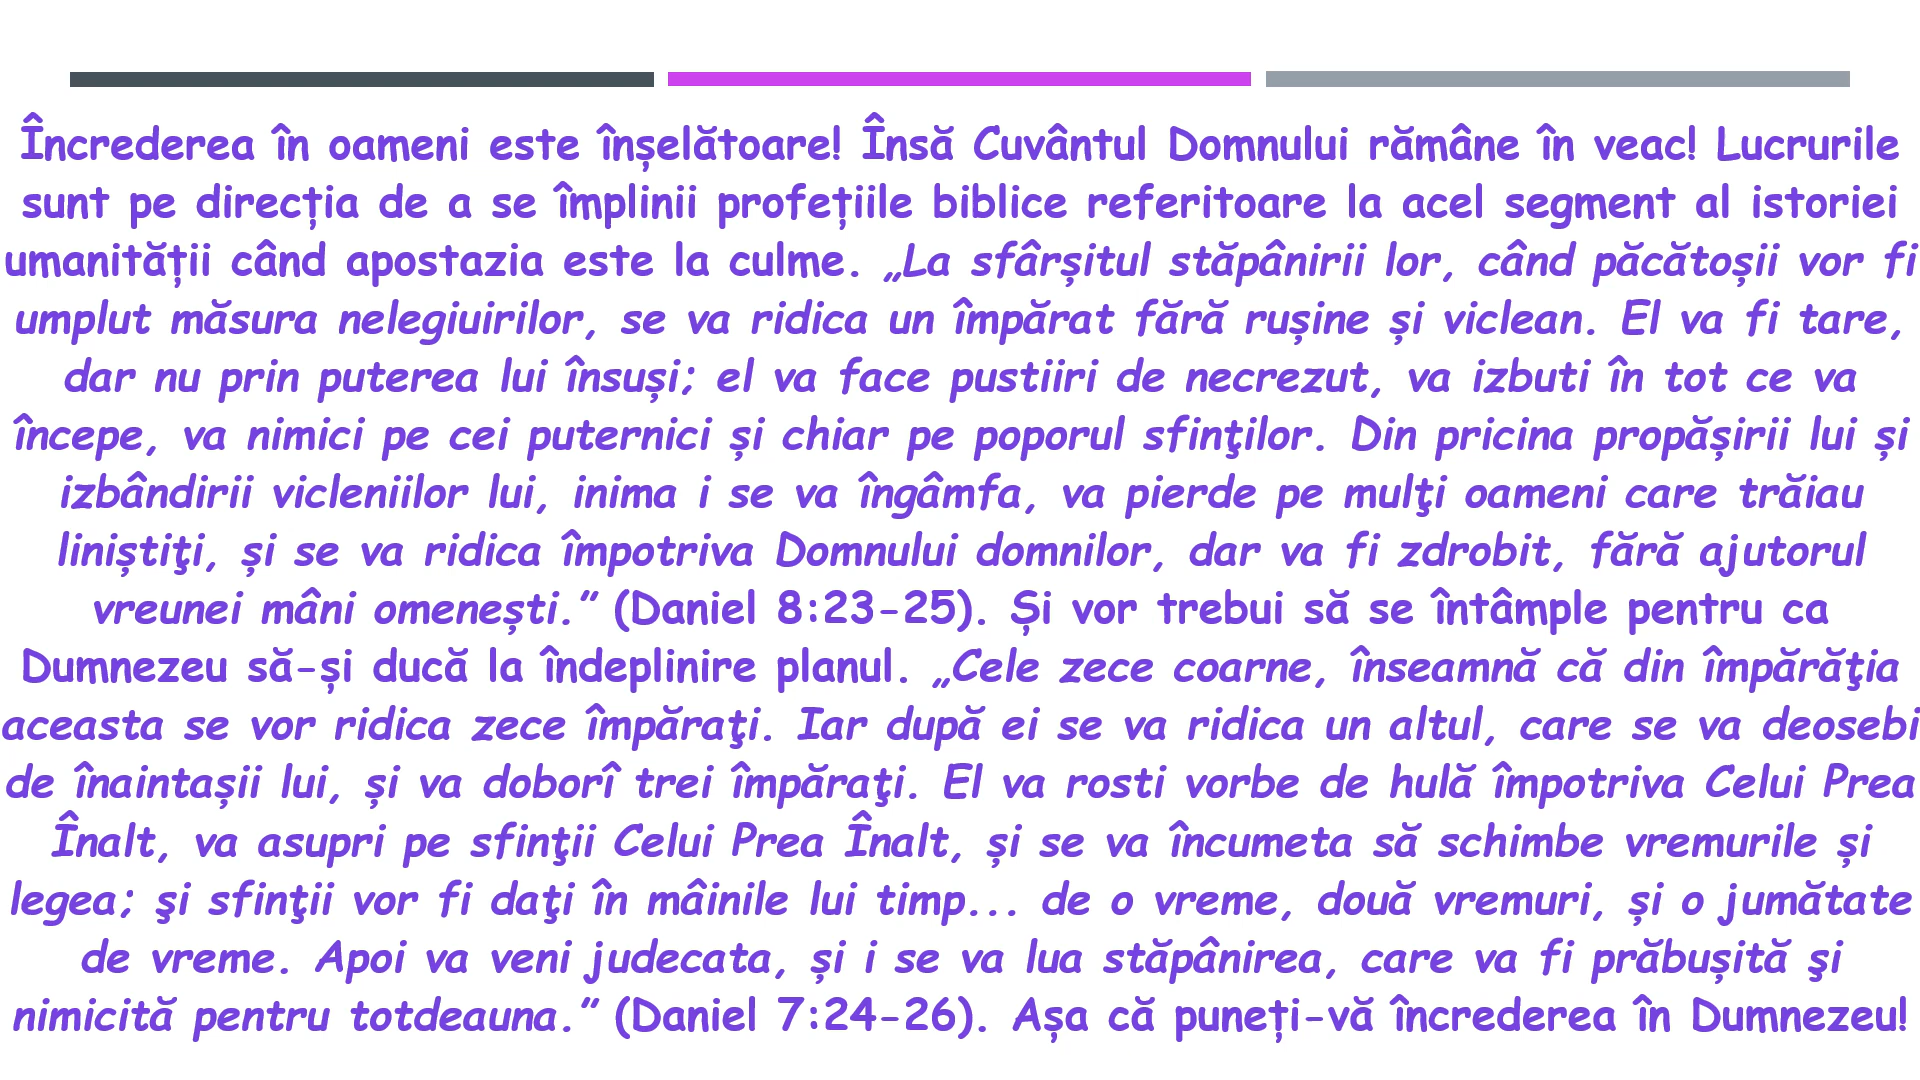 Încrederea în oameni este înșelătoare! Însă Cuvântul Domnului rămâne în veac! Lucrurile
sunt pe direcția de a se împlinii profețiile biblice referitoare la acel segment al istoriei
umanității când apostazia este la culme. „La sfârșitul stăpânirii lor, când păcătoșii vor fi
umplut măsura nelegiuirilor, se va ridica un împărat fără rușine și viclean. El va fi tare,
dar nu prin puterea lui însuși; el va face pustiiri de necrezut, va izbuti în tot ce va
începe, va nimici pe cei puternici și chiar pe poporul sfinţilor. Din pricina propășirii lui și
izbândirii vicleniilor lui, inima i se va îngâmfa, va pierde pe mulţi oameni care trăiau
liniștiţi, și se va ridica împotriva Domnului domnilor, dar va fi zdrobit, fără ajutorul
vreunei mâni omenești.” (Daniel 8:23-25). Și vor trebui să se întâmple pentru ca
Dumnezeu să-și ducă la îndeplinire planul. „Cele zece coarne, înseamnă că din împărăţia
aceasta se vor ridica zece împăraţi. Iar după ei se va ridica un altul, care se va deosebi
de înaintașii lui, și va doborî trei împăraţi. El va rosti vorbe de hulă împotriva Celui Prea
Înalt, va asupri pe sfinţii Celui Prea Înalt, și se va încumeta să schimbe vremurile și
legea; şi sfinţii vor fi daţi în mâinile lui timp... de o vreme, două vremuri, și o jumătate
de vreme. Apoi va veni judecata, și i se va lua stăpânirea, care va fi prăbușită şi
nimicită pentru totdeauna.” (Daniel 7:24-26). Așa că puneți-vă încrederea în Dumnezeu!